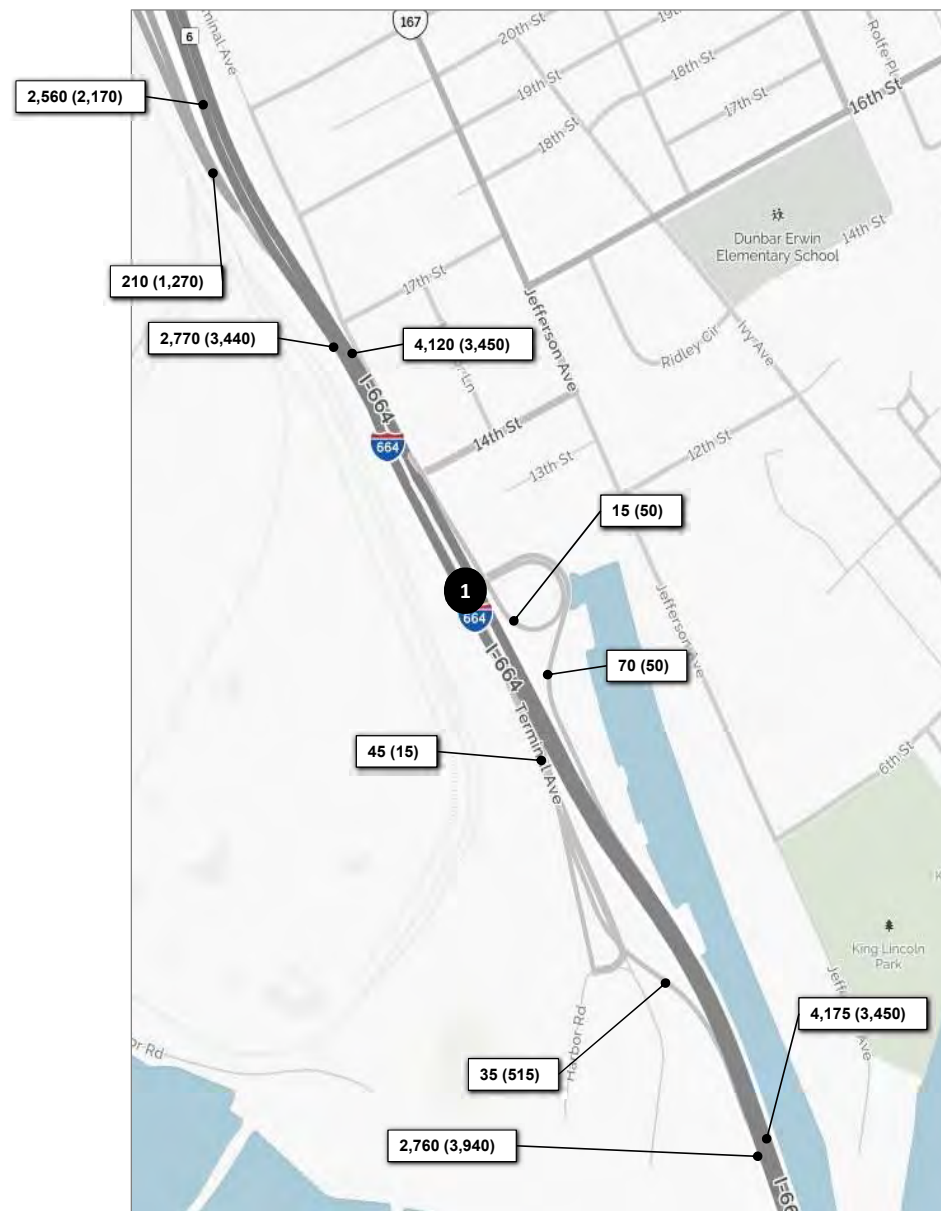 6
167
20th St
19th St
18th St
Rolfe Pl
2,560 (2,170)
19th St
17th St
16th St
18th St
Dunbar Erwin
Elementary School
14th St
17th St
210 (1,270)
Jefferson Ave
Ivy Ave
2,770 (3,440)
4,120 (3,450)
Ridley Cir
I-664
664
14th St
12th St
13th St
15 (50)
1
664
Jefferson Ave
I-664
70 (50)
Terminal Ave
45 (15)
6th St
King Lincoln
Park
4,175 (3,450)
Harbor Rd
35 (515)
2,760 (3,940)